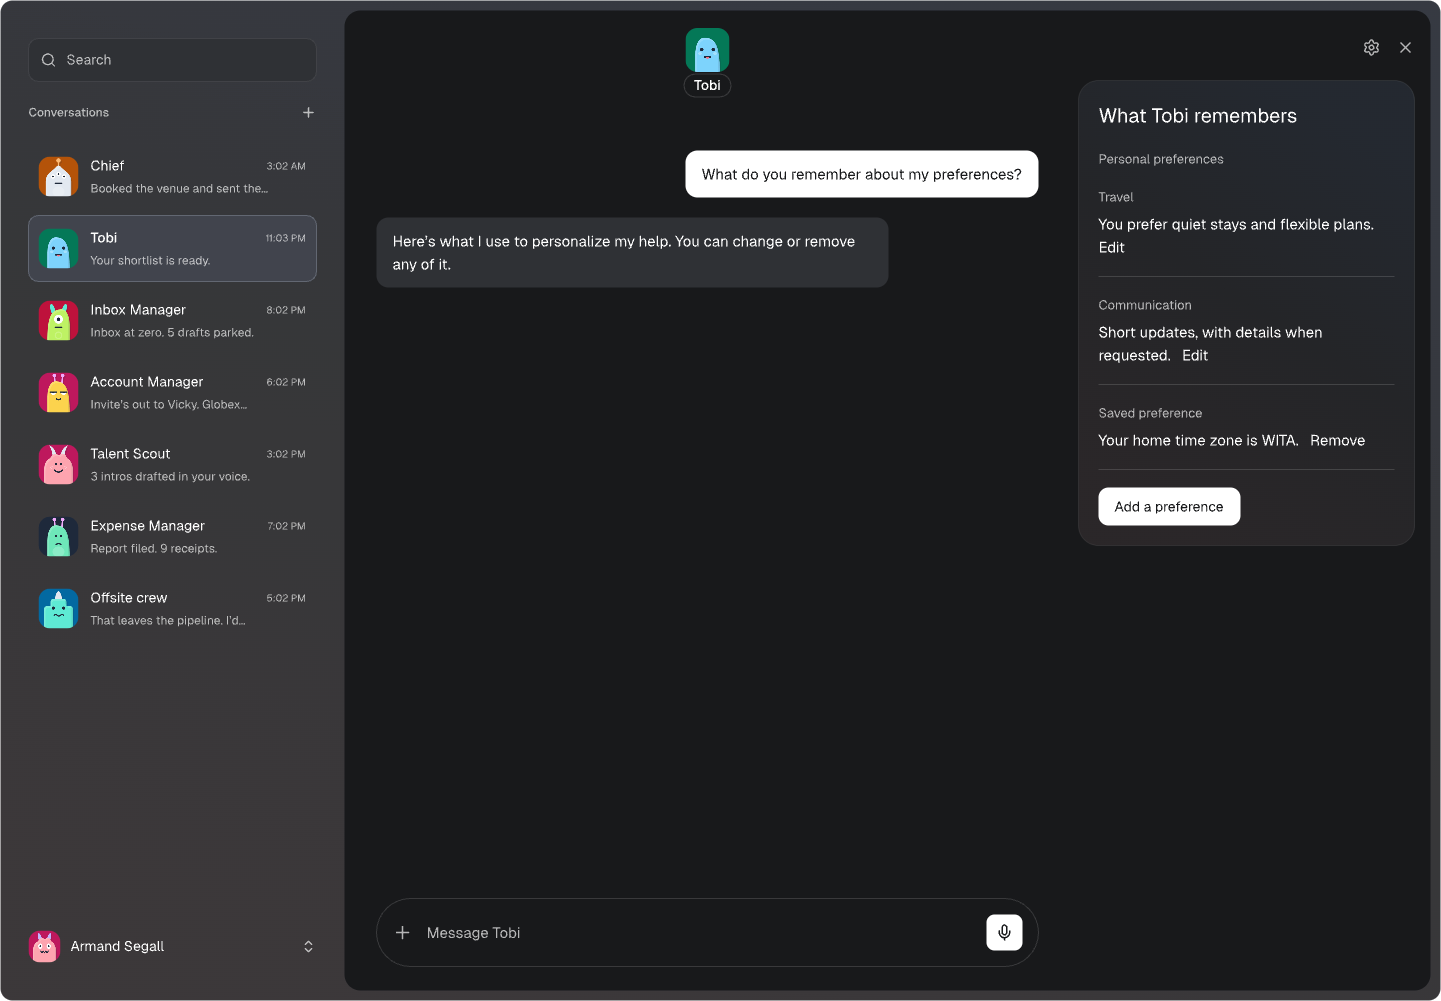 Search
Conversations
Chief
3:02 AM
Booked the venue and sent the...
Tobi
11:03 PM
Your shortlist is ready.
Inbox Manager
8:02 PM
Inbox at zero. 5 drafts parked.
Account Manager
6:02 PM
Invite's out to Vicky. Globex...
Talent Scout
3:02 PM
3 intros drafted in your voice.
Expense Manager
7:02 PM
Report filed. 9 receipts.
Offsite crew
5:02 PM
That leaves the pipeline. I'd...
Armand Segall
Tobi
What do you remember about my preferences?
Here's what I use to personalize my help. You can change or remove
any of it.
Message Tobi
What Tobi remembers
Personal preferences
Travel
You prefer quiet stays and flexible plans.
Edit
Communication
Short updates, with details when
requested. Edit
Saved preference
Your home time zone is WITA. Remove
Add a preference